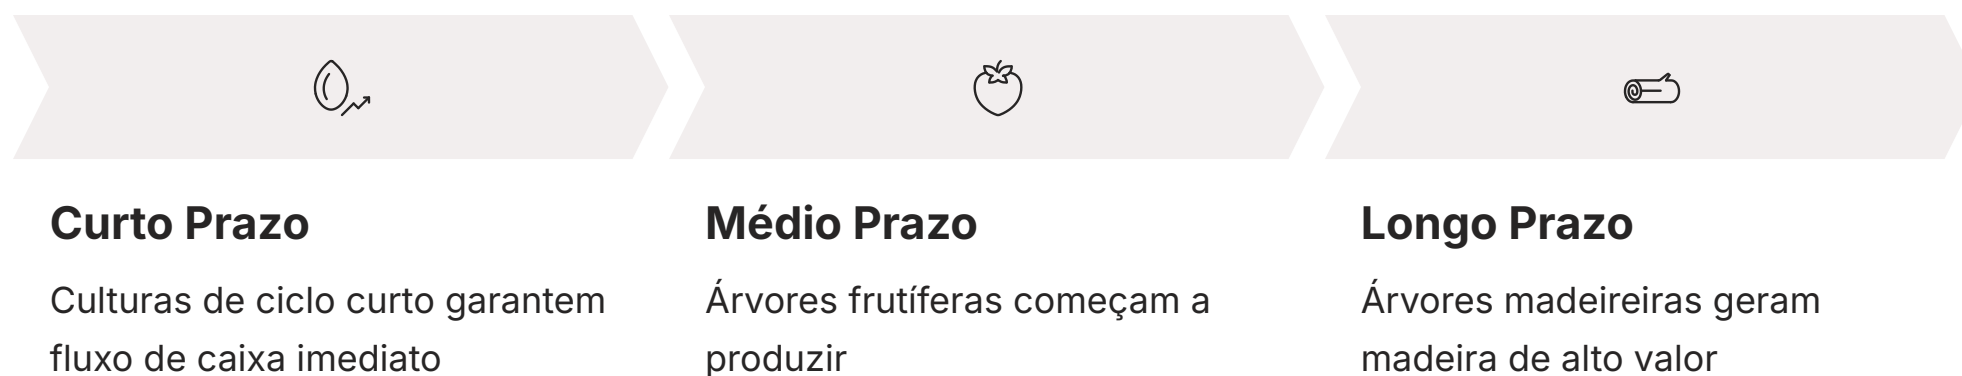 Curto Prazo
Culturas de ciclo curto garantem
fluxo de caixa imediato
Médio Prazo
Árvores frutíferas começam a
produzir
Longo Prazo
Árvores madeireiras geram
madeira de alto valor